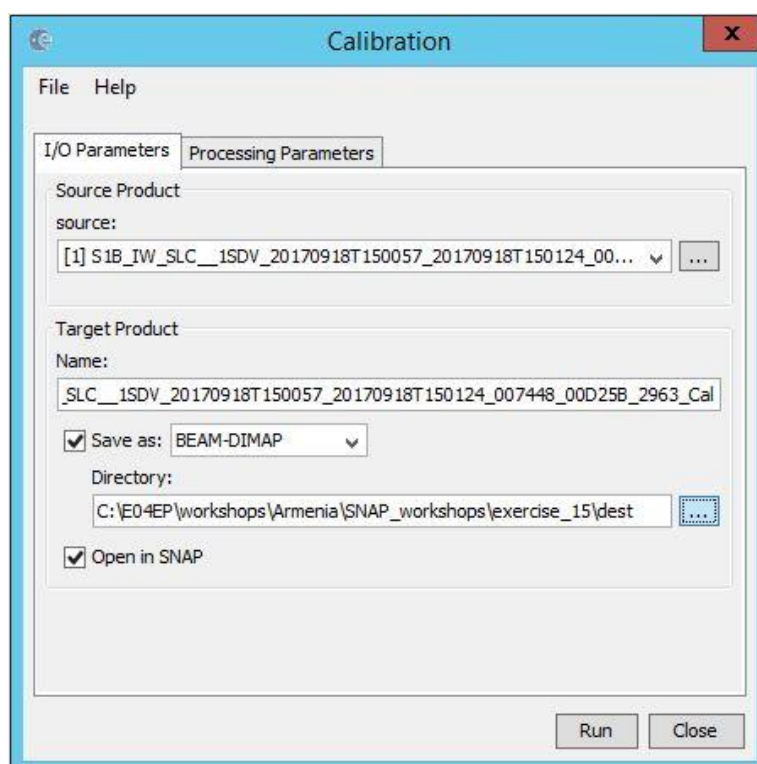 Calibration
x
File Help
I/O Parameters Processing Parameters
Source Product
source:
[1] S1B_IW_SLC__1SDV_20170918T150057_20170918T150124_00... ...
Target Product
Name:
_SLC__1SDV_20170918T150057_20170918T150124_007448_00D25B_2963_Cal
Save as: BEAM-DIMAP
Directory:
C:\E04EP\workshops\Armenia\SNAP_workshops\exercise_15\dest ...
Open in SNAP
Run Close